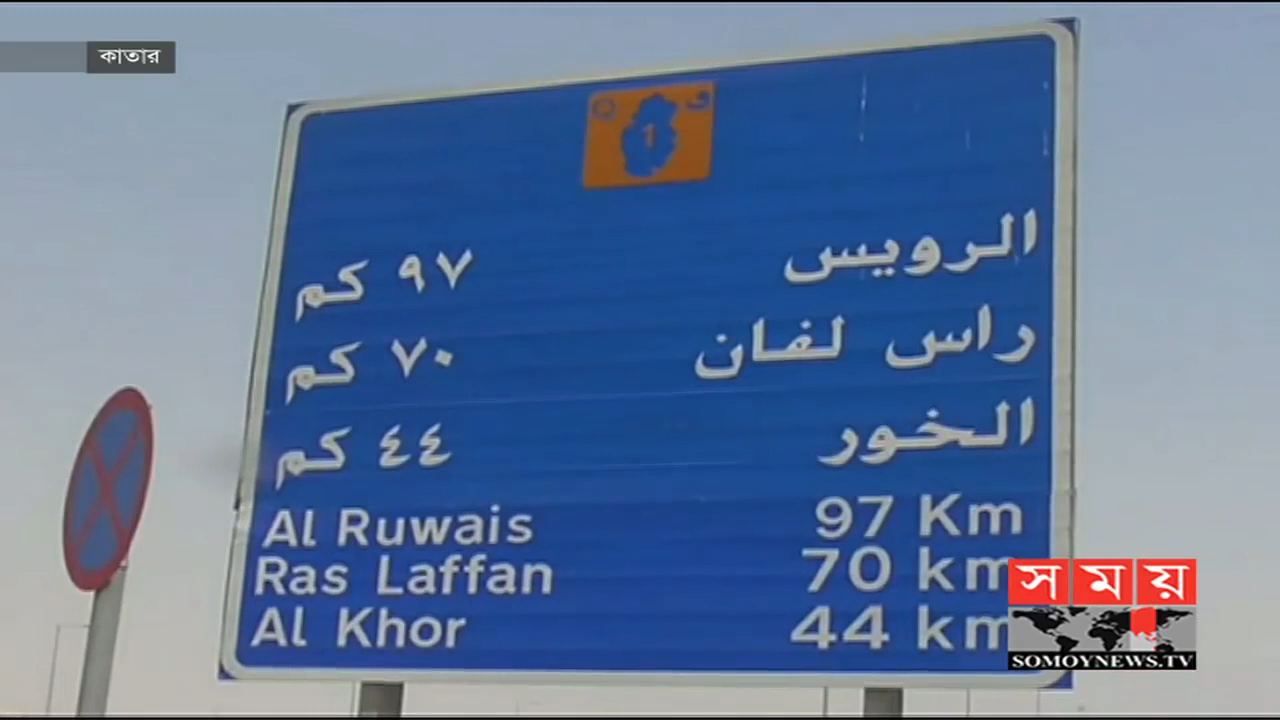 কাতার
Q 1 ق
الرويس ٩٧ كم
راس لفان ٧٠ كم
الخور ٤٤ كم
Al Ruwais 97 Km
Ras Laffan 70 km
Al Khor 44 km
সময়
SOMOYNEWS.TV